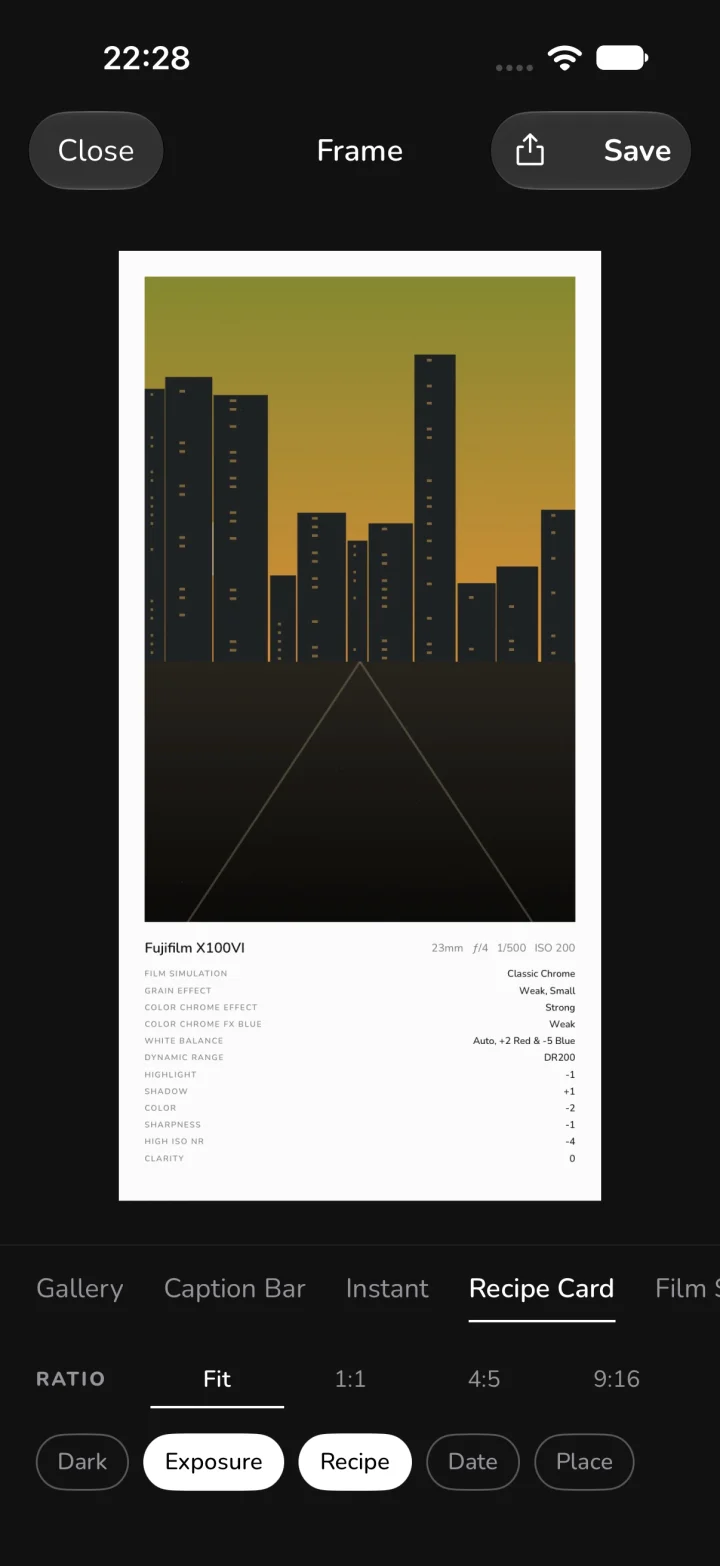 22:28
Close
Frame
Save
Fujifilm X100VI 23mm ƒ/4 1/500 ISO 200
FILM SIMULATION Classic Chrome
GRAIN EFFECT Weak, Small
COLOR CHROME EFFECT Strong
COLOR CHROME FX BLUE Weak
WHITE BALANCE Auto, +2 Red & -5 Blue
DYNAMIC RANGE DR200
HIGHLIGHT -1
SHADOW +1
COLOR -2
SHARPNESS -1
HIGH ISO NR -4
CLARITY 0
Gallery Caption Bar Instant Recipe Card Film
RATIO Fit 1:1 4:5 9:16
Dark Exposure Recipe Date Place